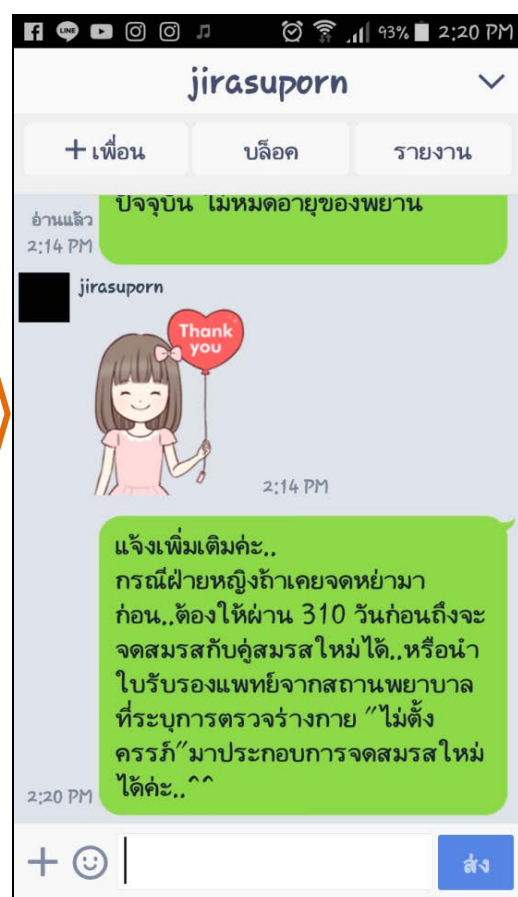 LINE
93% 2:20 PM
jirasuporn
+ เพื่อน บล็อค รายงาน
ปัจจุบัน ไม่หมดอายุของพยาน
อ่านแล้ว
2:14 PM
jirasuporn
Thank
you
2:14 PM
แจ้งเพิ่มเติมค่ะ..
กรณีฝ่ายหญิงถ้าเคยจดหย่ามา
ก่อน..ต้องให้ผ่าน 310 วันก่อนถึงจะ
จดสมรสกับคู่สมรสใหม่ได้..หรือนำ
ใบรับรองแพทย์จากสถานพยาบาล
ที่ระบุการตรวจร่างกาย "ไม่ตั้ง
ครรภ์"มาประกอบการจดสมรสใหม่
ได้ค่ะ..^^
2:20 PM
ส่ง